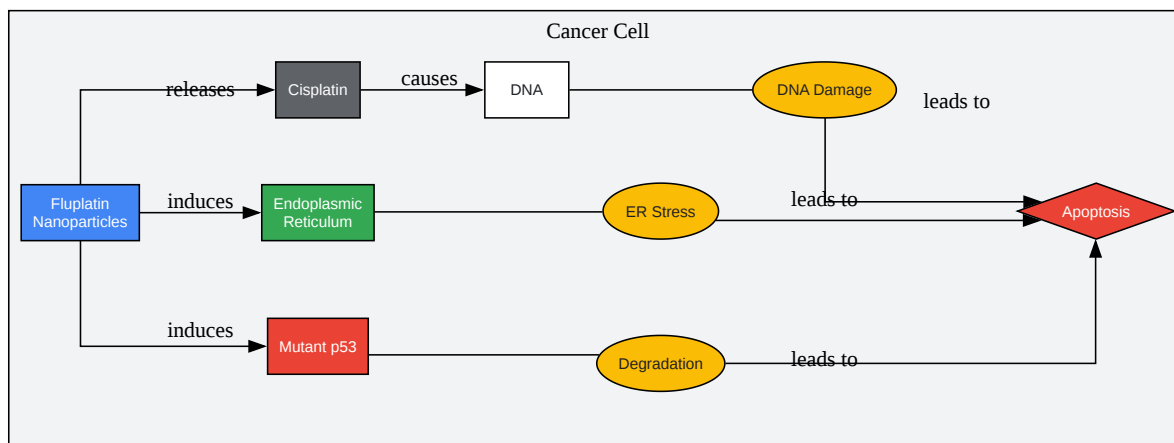 Cancer Cell
releases
Cisplatin
causes
DNA
DNA Damage
leads to
Fluplatin
Nanoparticles
induces
Endoplasmic
Reticulum
ER Stress
leads to
Apoptosis
induces
Mutant p53
Degradation
leads to